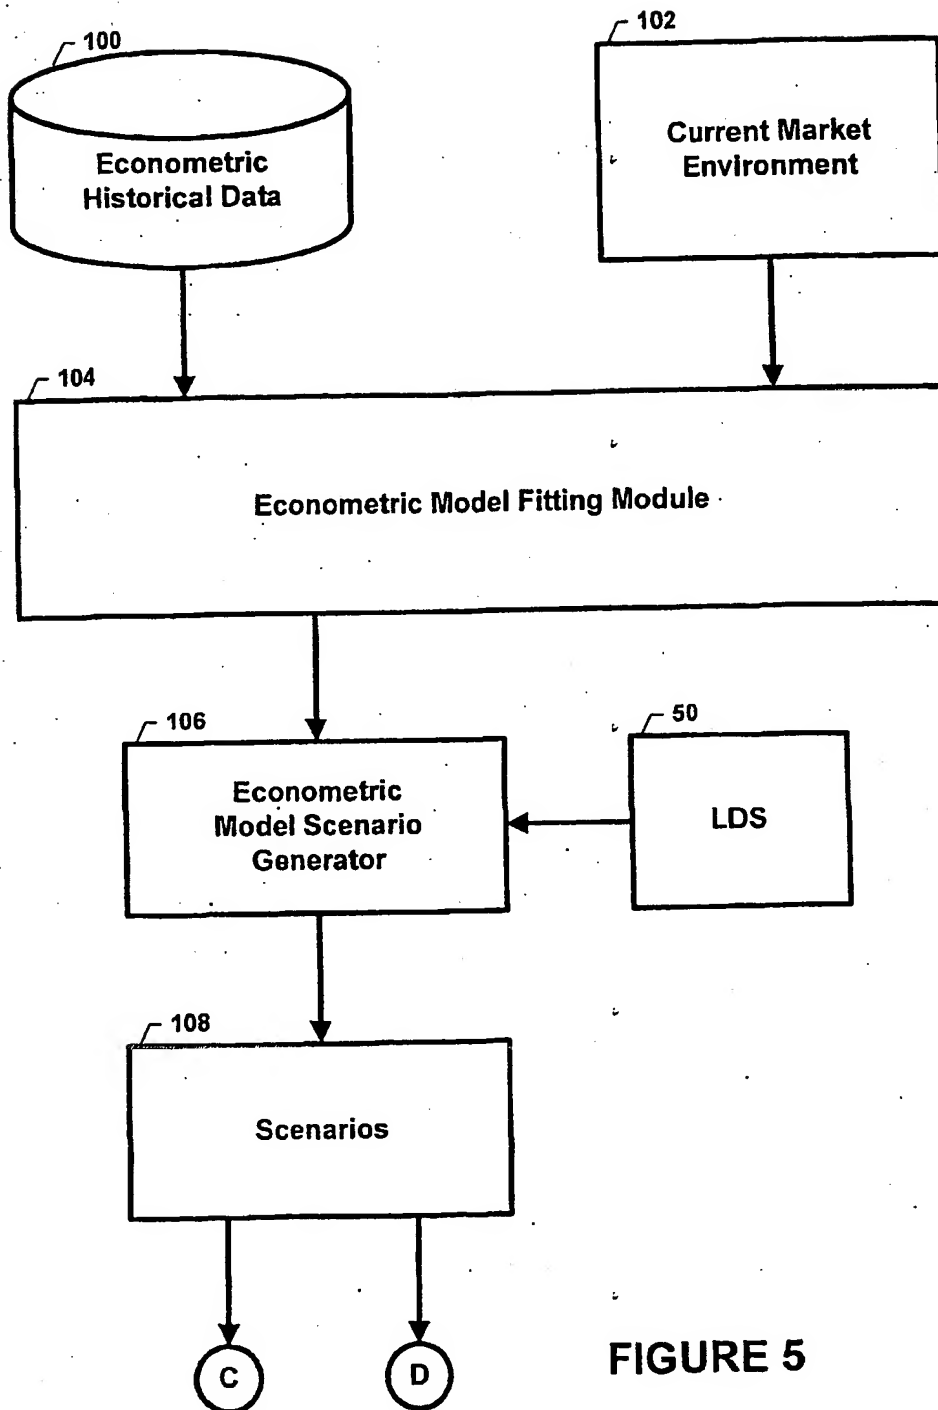 100
Econometric
Historical Data
102
Current Market
Environment
104
Econometric Model Fitting Module
106
Econometric
Model Scenario
Generator
50
LDS
108
Scenarios
C
D
FIGURE 5